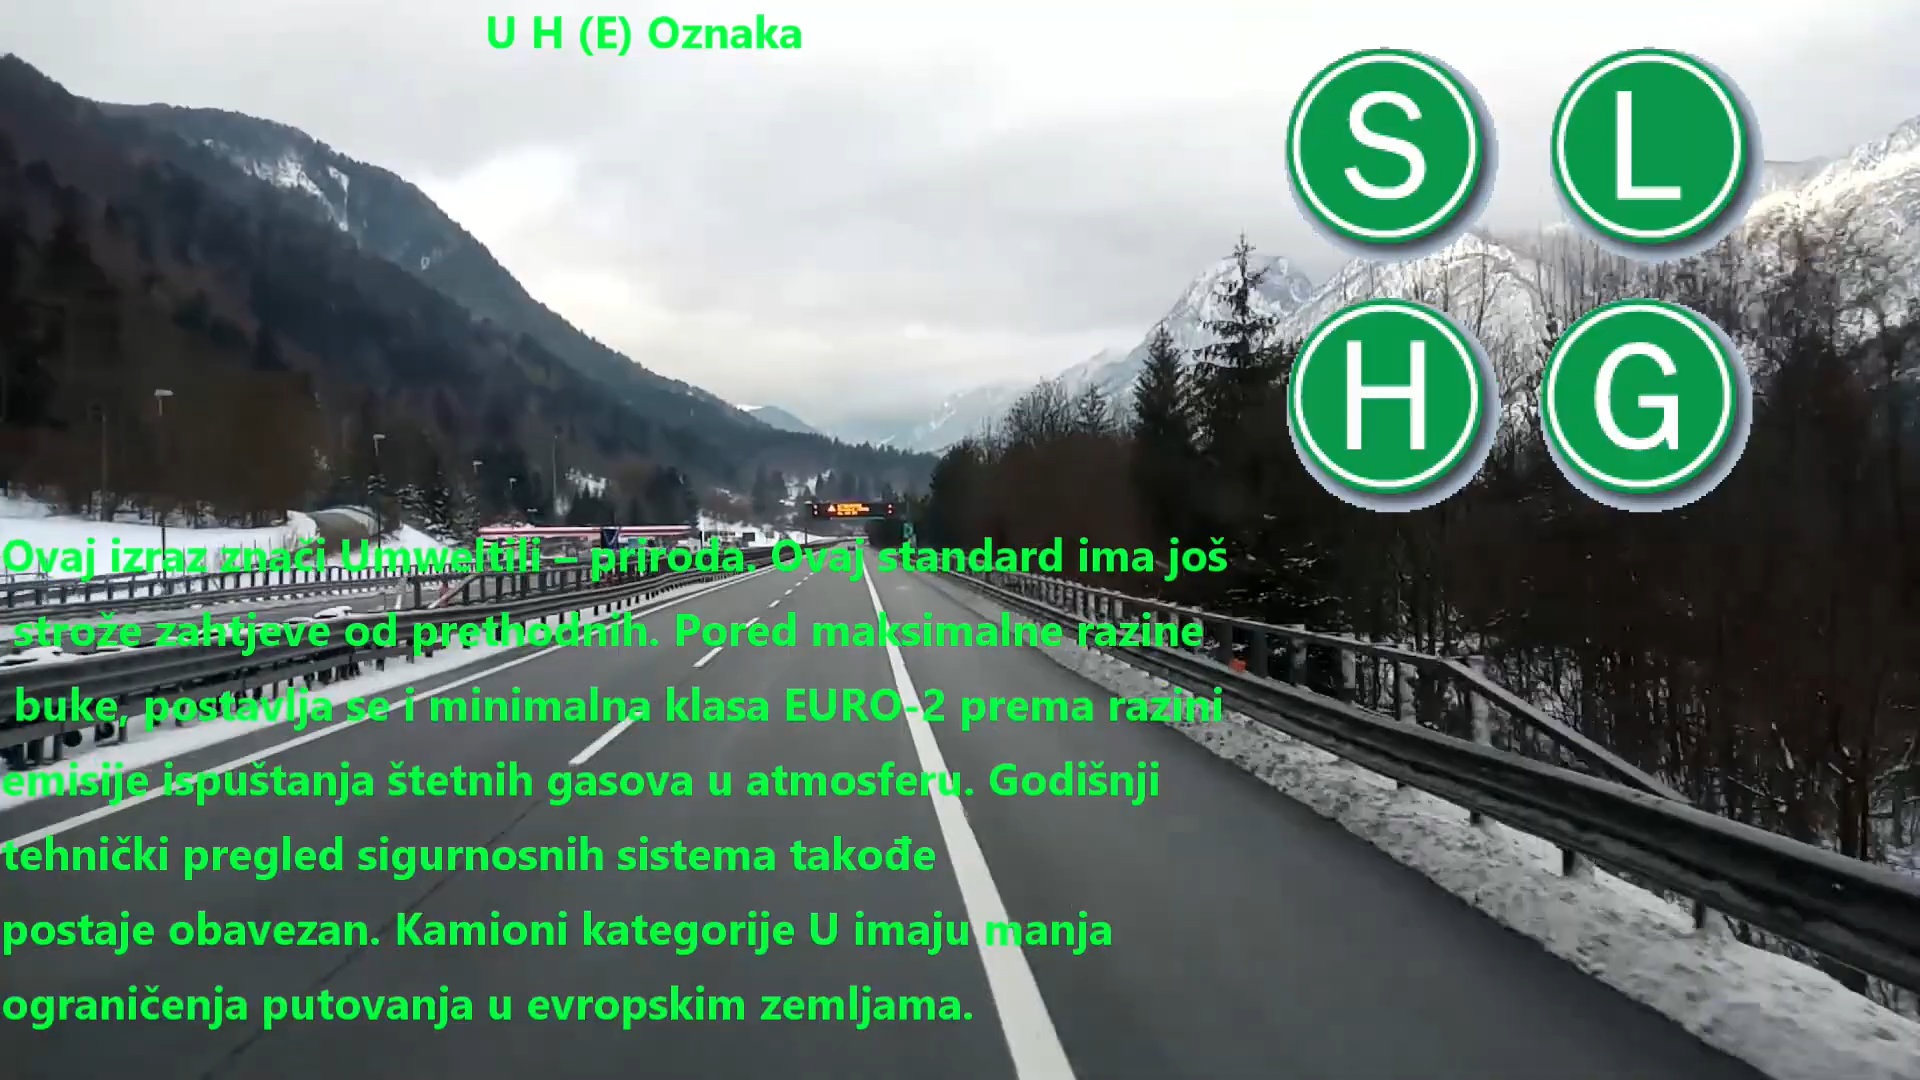 U H (E) Oznaka
S L
H G
Ovaj izraz znači Umweltili – priroda. Ovaj standard ima još
strože zahtjeve od prethodnih. Pored maksimalne razine
buke, postavlja se i minimalna klasa EURO-2 prema razini
emisije ispuštanja štetnih gasova u atmosferu. Godišnji
tehnički pregled sigurnosnih sistema takođe
postaje obavezan. Kamioni kategorije U imaju manja
ograničenja putovanja u evropskim zemljama.